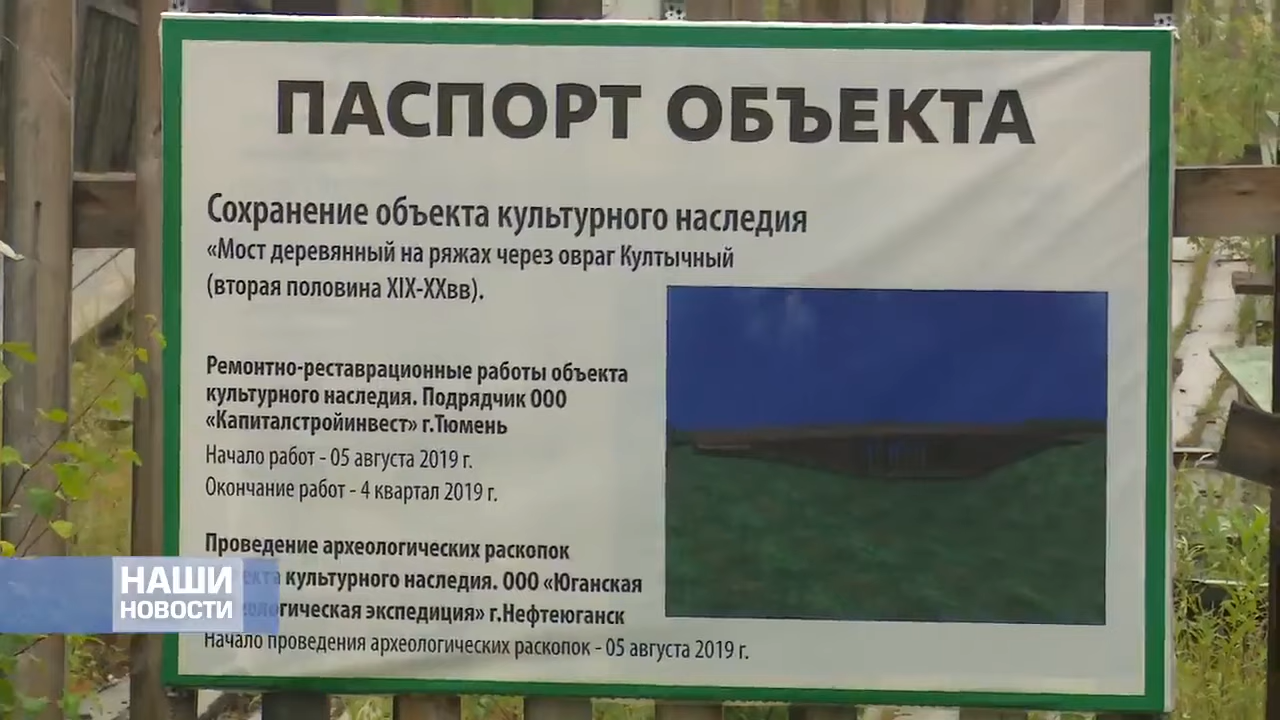 ПАСПОРТ ОБЪЕКТА
Сохранение объекта культурного наследия
«Мост деревянный на ряжах через овраг Култычный
(вторая половина XIX-XXвв).
Ремонтно-реставрационные работы объекта
культурного наследия. Подрядчик ООО
«Капиталстройинвест» г.Тюмень
Начало работ - 05 августа 2019 г.
Окончание работ - 4 квартал 2019 г.
Проведение археологических раскопок
культурного наследия. ООО «Юганская
экспедиция» г.Нефтеюганск
Начало проведения археологических раскопок - 05 августа 2019 г.
НАШИ
НОВОСТИ